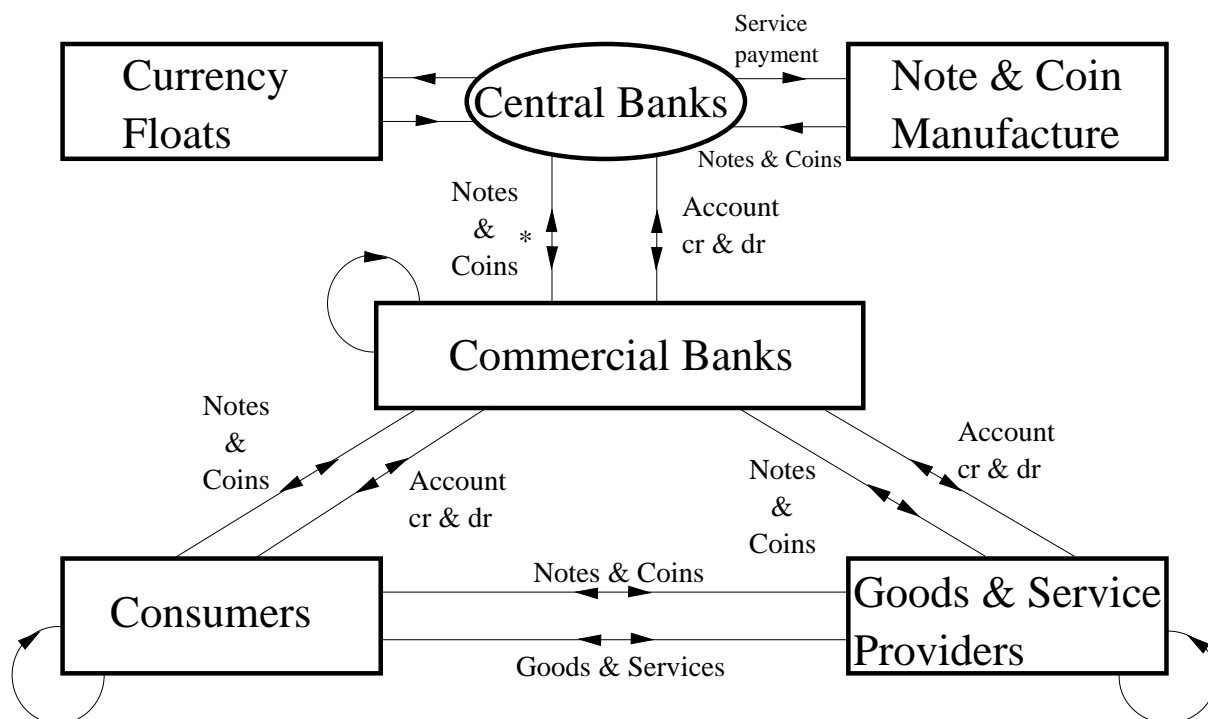 Currency
Floats
Central Banks
Service
payment
Note & Coin
Manufacture
Notes & Coins
Notes
&
Coins
*
Account
cr & dr
Commercial Banks
Notes
&
Coins
Account
cr & dr
Notes
&
Coins
Account
cr & dr
Consumers
Notes & Coins
Goods & Services
Goods & Service
Providers